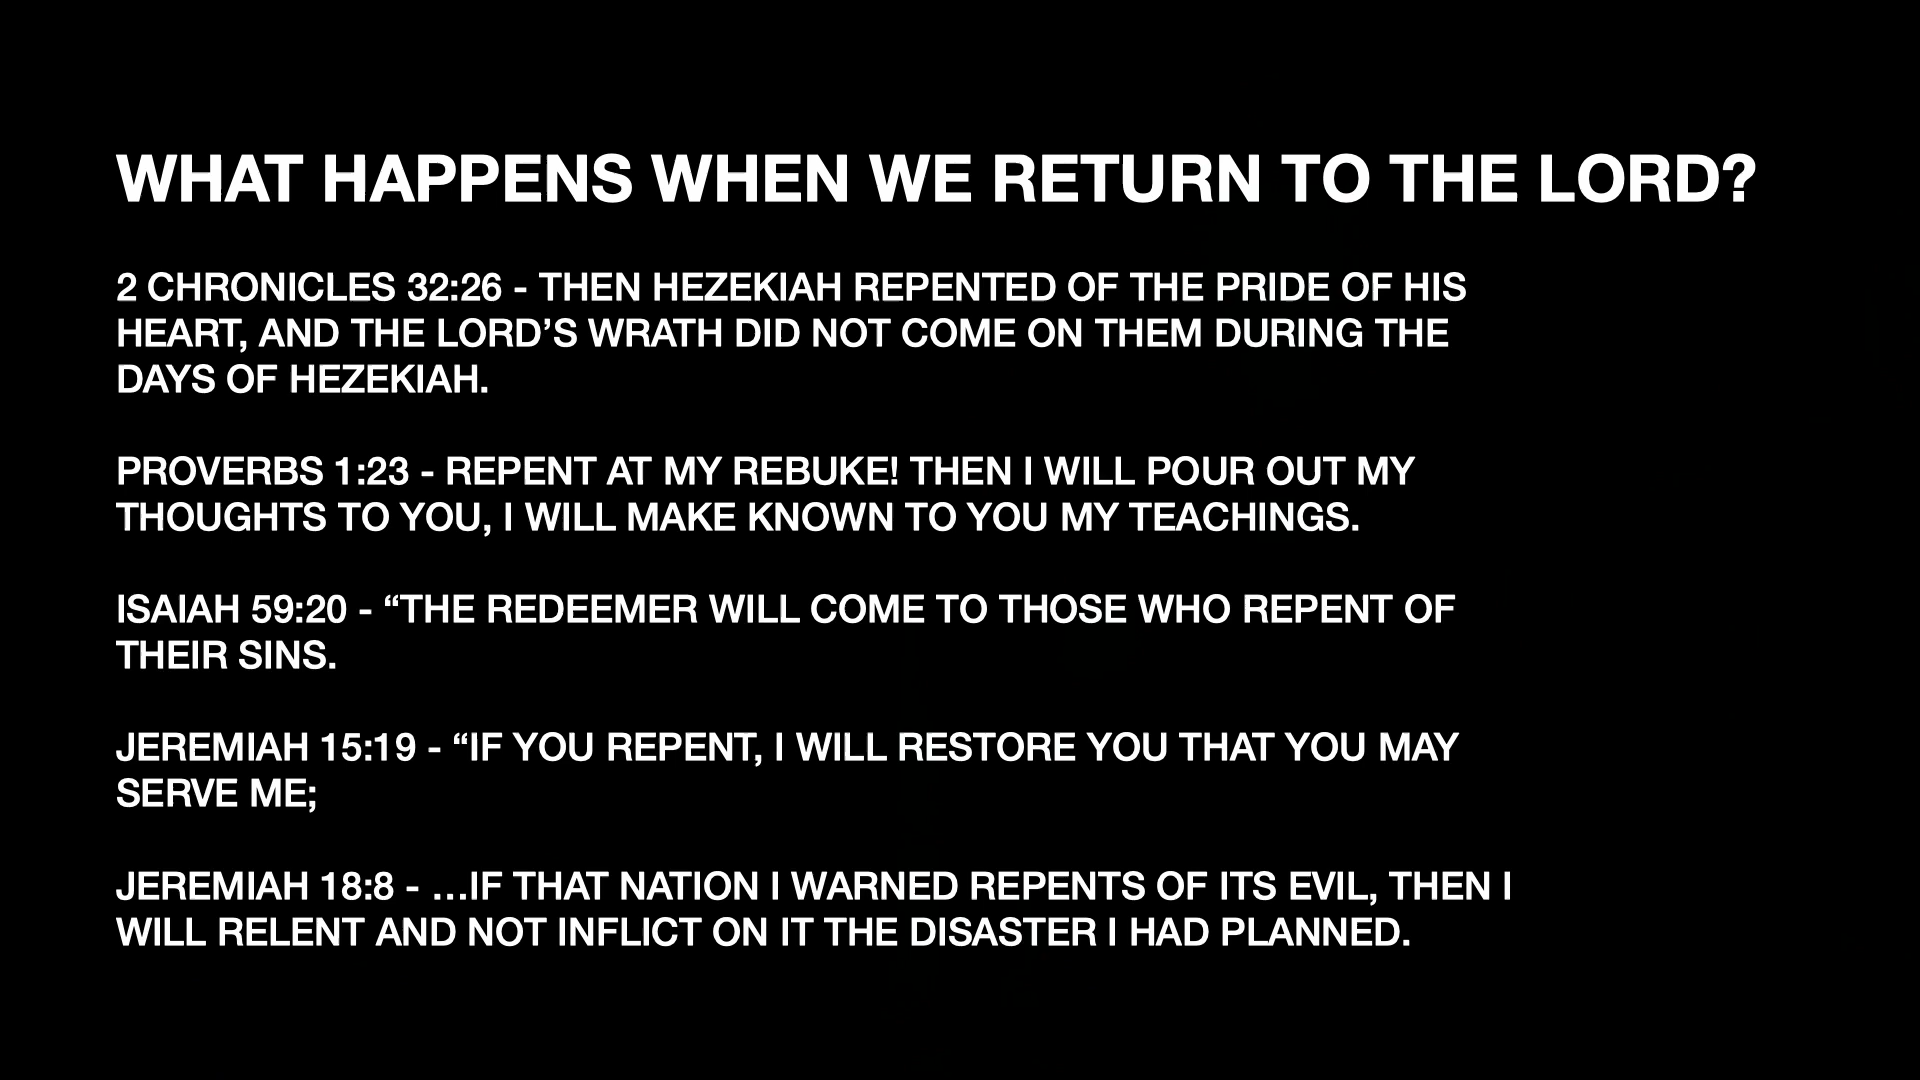 WHAT HAPPENS WHEN WE RETURN TO THE LORD?
2 CHRONICLES 32:26 - THEN HEZEKIAH REPENTED OF THE PRIDE OF HIS
HEART, AND THE LORD’S WRATH DID NOT COME ON THEM DURING THE
DAYS OF HEZEKIAH.
PROVERBS 1:23 - REPENT AT MY REBUKE! THEN I WILL POUR OUT MY
THOUGHTS TO YOU, I WILL MAKE KNOWN TO YOU MY TEACHINGS.
ISAIAH 59:20 - “THE REDEEMER WILL COME TO THOSE WHO REPENT OF
THEIR SINS.
JEREMIAH 15:19 - “IF YOU REPENT, I WILL RESTORE YOU THAT YOU MAY
SERVE ME;
JEREMIAH 18:8 - …IF THAT NATION I WARNED REPENTS OF ITS EVIL, THEN I
WILL RELENT AND NOT INFLICT ON IT THE DISASTER I HAD PLANNED.